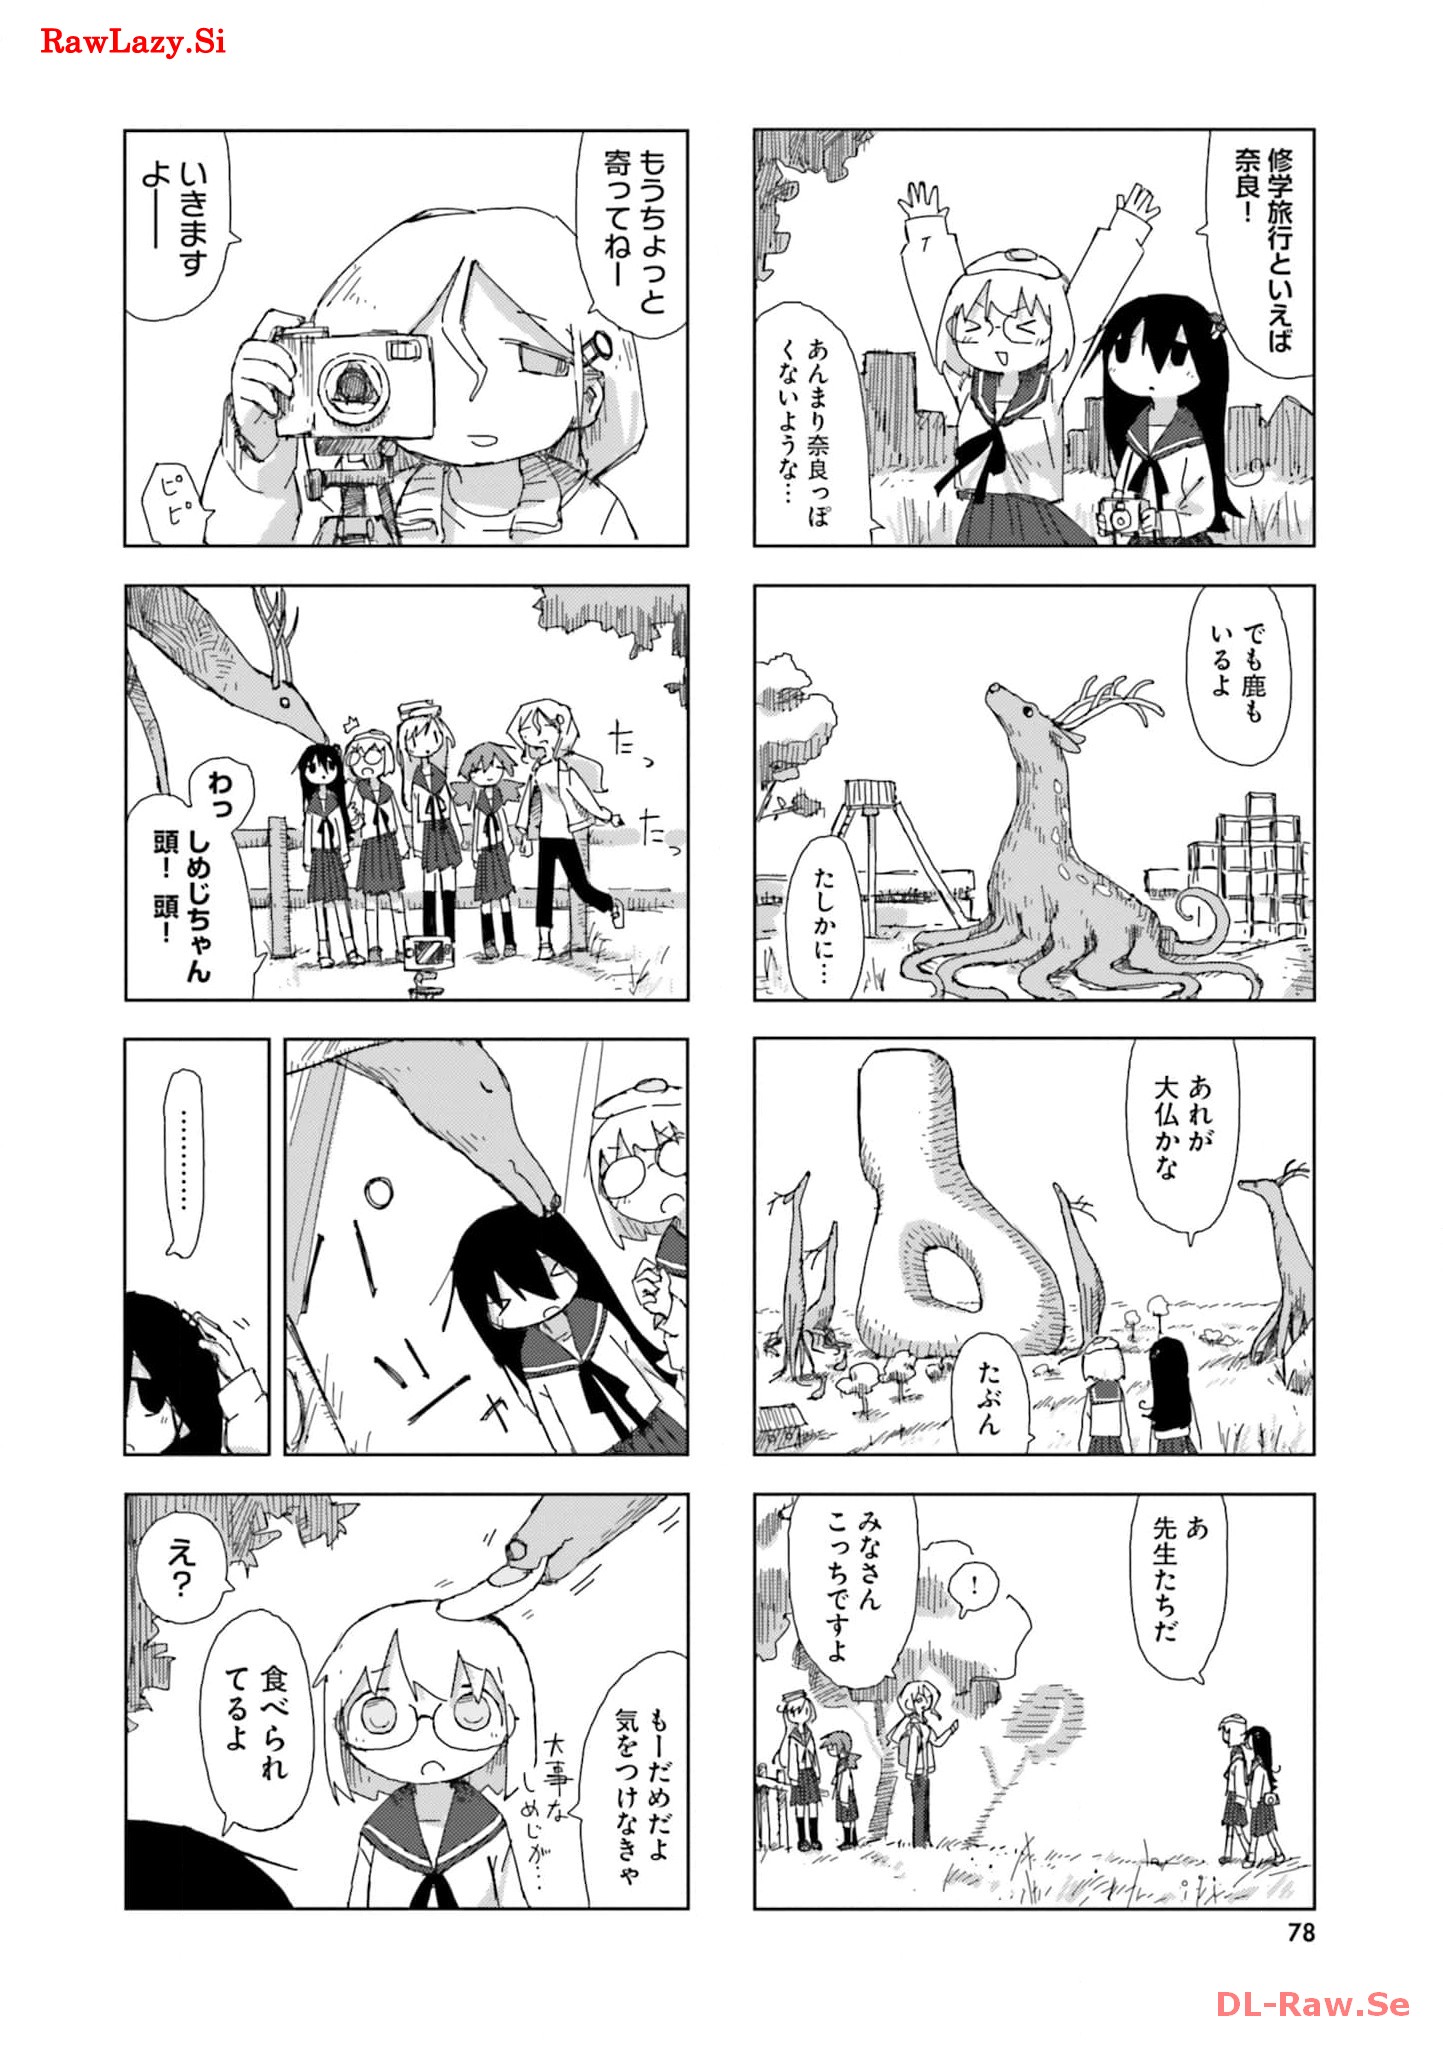 RawLazy.Si
修学旅行といえば
奈良！
あんまり奈良っぽ
くないような…
でも鹿も
いるよ
たしかに…
あれが
大仏かな
たぶん
あ
先生たちだ
！
みなさん
こっちですよ
もうちょっと
寄ってねー
いきます
よ──
ピピ
たっ
たっ
わっ
しめじちゃん
頭！　頭！
…………
もーだめだよ
気をつけなきゃ
大事な
しめじが…
え？
食べられ
てるよ
78
DL-Raw.Se